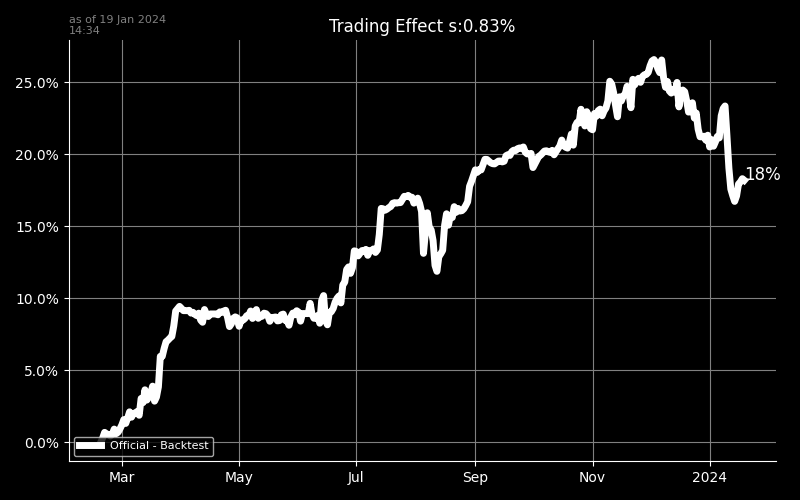 as of 19 Jan 2024
14:34
Trading Effect s:0.83%
25.0%
20.0%
15.0%
10.0%
5.0%
0.0%
18%
Official - Backtest
Mar
May
Jul
Sep
Nov
2024